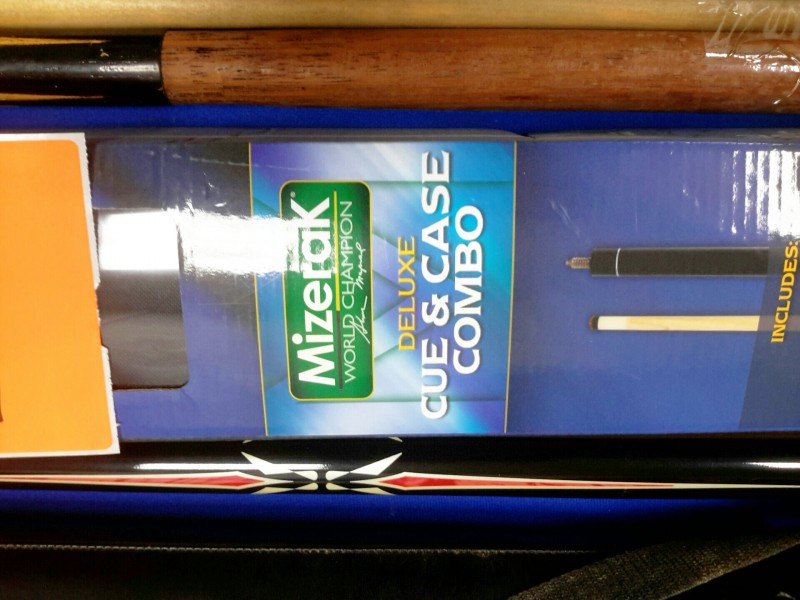 Mizerak®
WORLD CHAMPION
DELUXE
CUE & CASE
COMBO
INCLUDES: